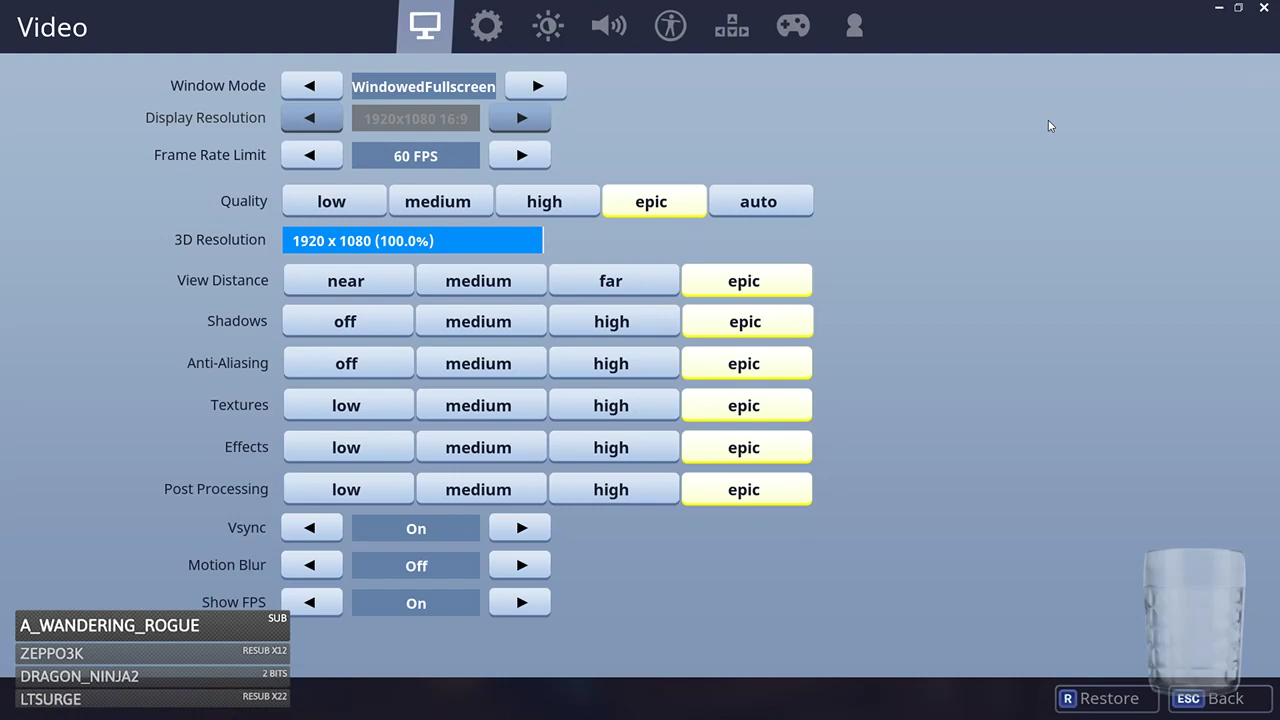 Video
Window Mode WindowedFullscreen
Display Resolution 1920x1080 16:9
Frame Rate Limit 60 FPS
Quality low medium high epic auto
3D Resolution 1920 x 1080 (100.0%)
View Distance near medium far epic
Shadows off medium high epic
Anti-Aliasing off medium high epic
Textures low medium high epic
Effects low medium high epic
Post Processing low medium high epic
Vsync On
Motion Blur Off
Show FPS On
A_WANDERING_ROGUE SUB
ZEPPO3K RESUB X12
DRAGON_NINJA2 2 BITS
LTSURGE RESUB X22
R Restore ESC Back